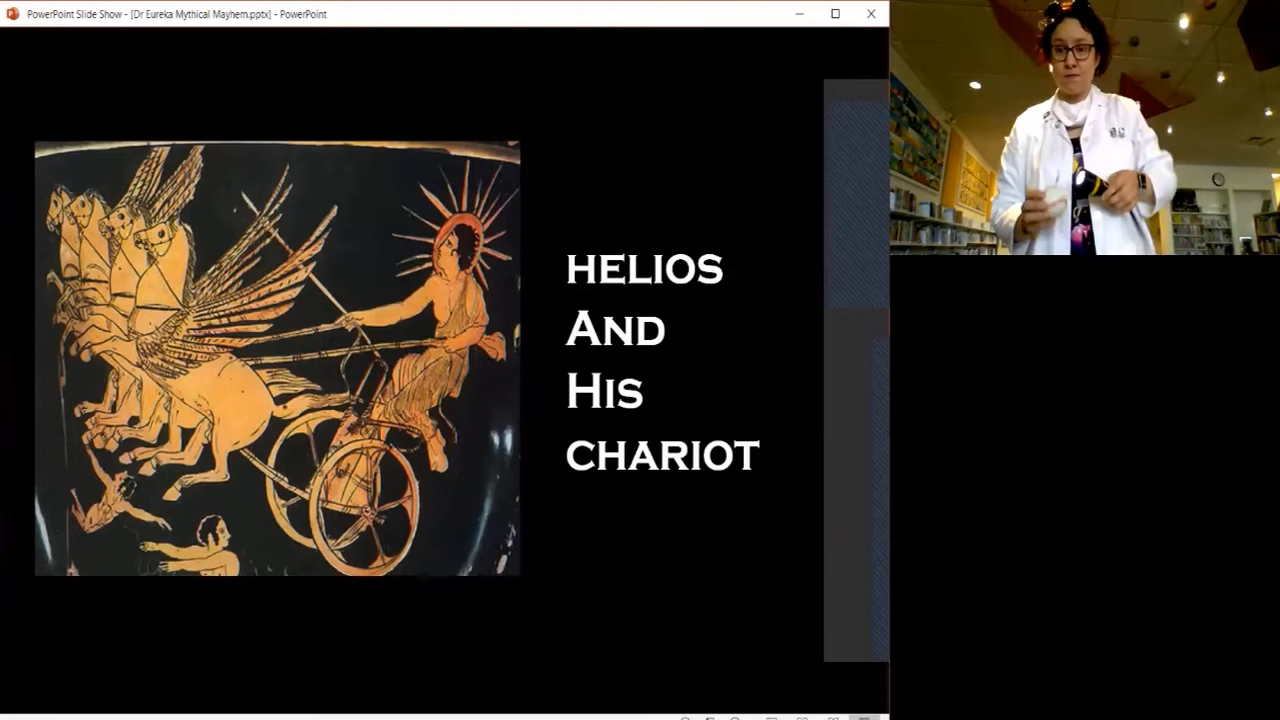 PowerPoint Slide Show - [Dr Eureka Mythical Mayhem.pptx] - PowerPoint
HELIOS
AND
HIS
CHARIOT